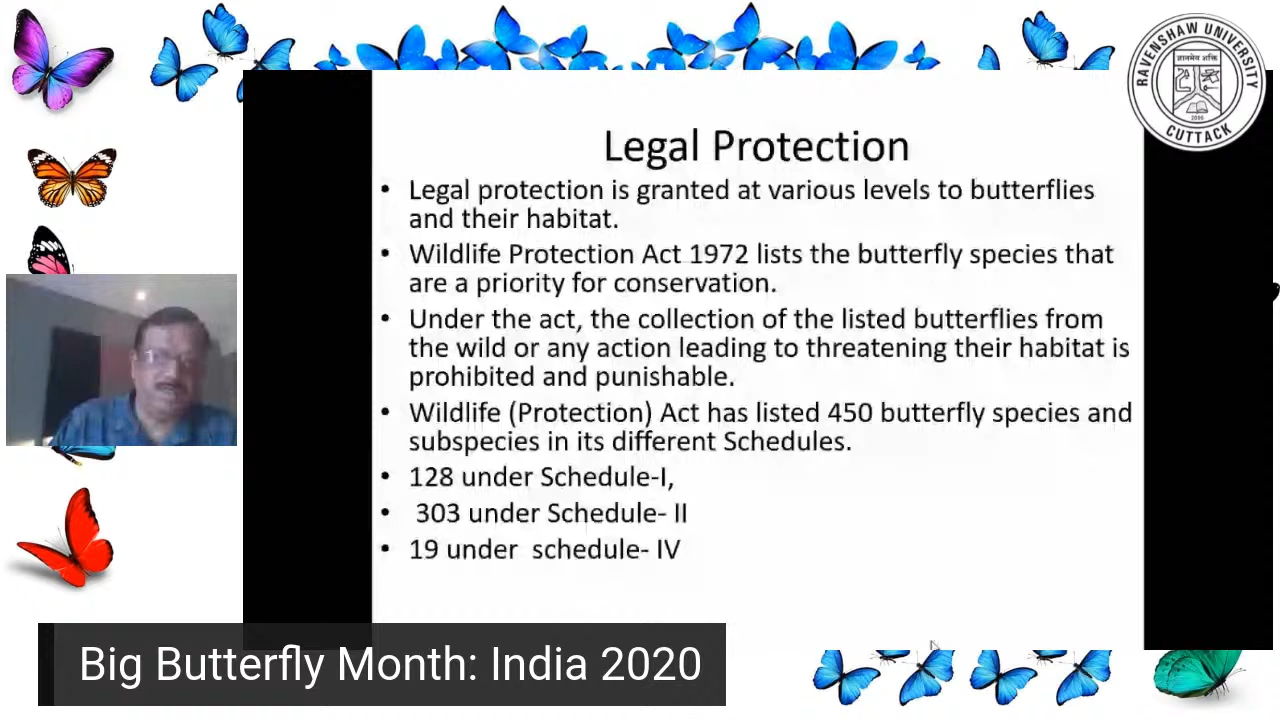 RAVENSHAW UNIVERSITY
ज्ञानमेव शक्ति
2006
CUTTACK
Legal Protection
• Legal protection is granted at various levels to butterflies
and their habitat.
• Wildlife Protection Act 1972 lists the butterfly species that
are a priority for conservation.
• Under the act, the collection of the listed butterflies from
the wild or any action leading to threatening their habitat is
prohibited and punishable.
• Wildlife (Protection) Act has listed 450 butterfly species and
subspecies in its different Schedules.
• 128 under Schedule-I,
• 303 under Schedule- II
• 19 under schedule- IV
Big Butterfly Month: India 2020